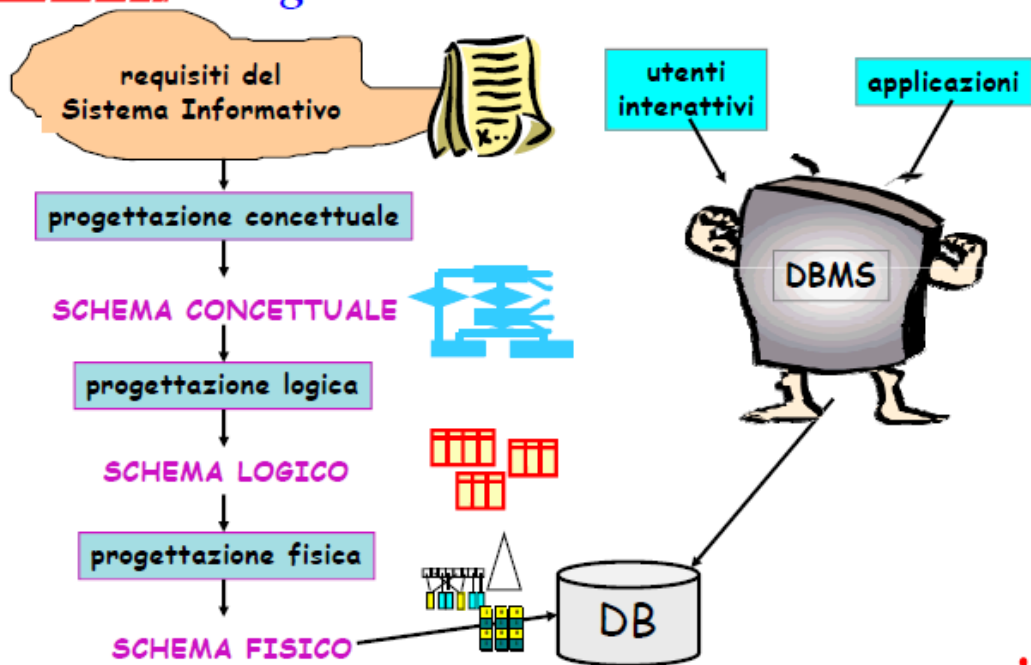 requisiti del
Sistema Informativo
x..
progettazione concettuale
SCHEMA CONCETTUALE
progettazione logica
SCHEMA LOGICO
progettazione fisica
SCHEMA FISICO
utenti
interattivi
applicazioni
DBMS
DB